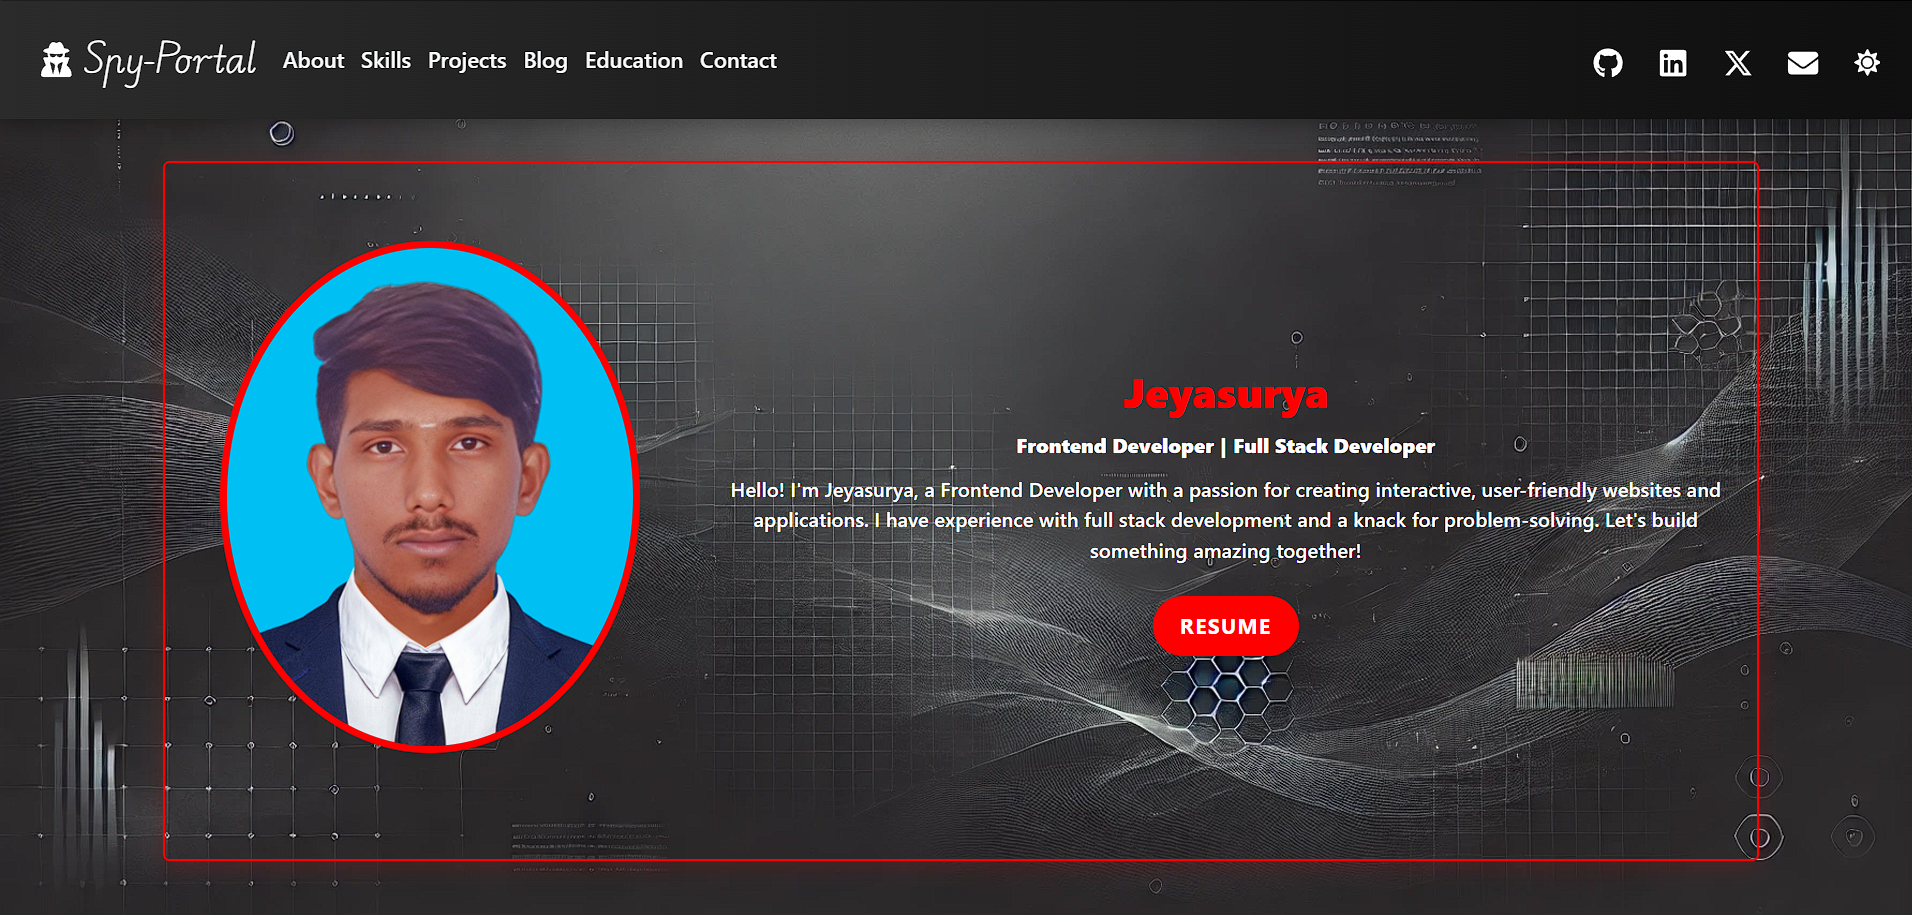 Spy-Portal About Skills Projects Blog Education Contact
Jeyasurya
Frontend Developer | Full Stack Developer
Hello! I'm Jeyasurya, a Frontend Developer with a passion for creating interactive, user-friendly websites and
applications. I have experience with full stack development and a knack for problem-solving. Let's build
something amazing together!
RESUME